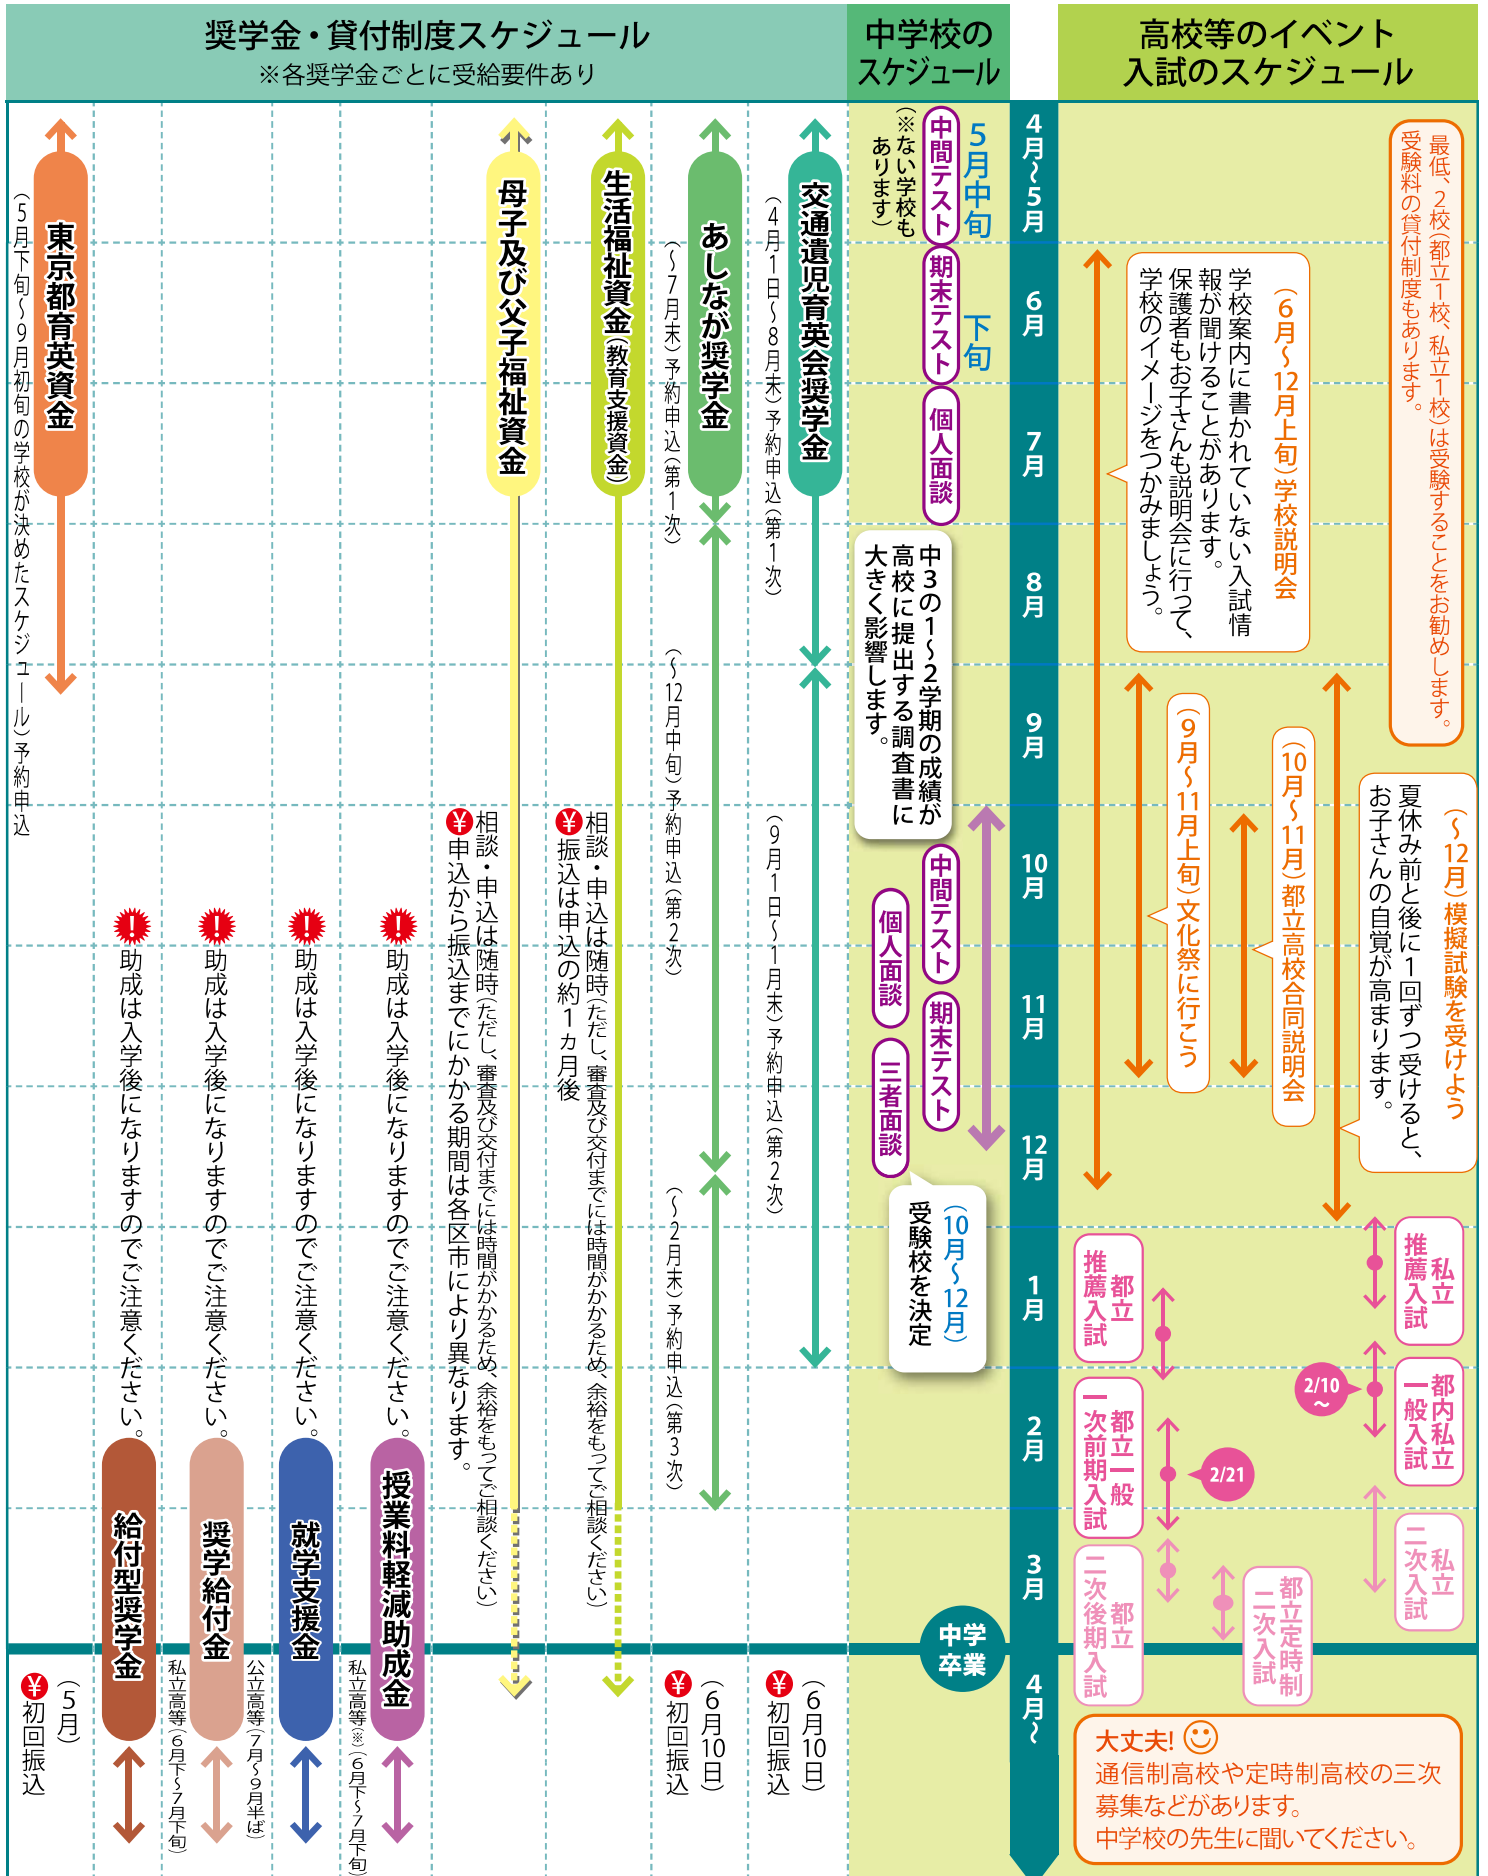 奨学金・貸付制度スケジュール
※各奨学金ごとに受給要件あり
中学校の
スケジュール
高校等のイベント
入試のスケジュール
4月〜5月
6月
7月
8月
9月
10月
11月
12月
1月
2月
3月
4月〜
中学
卒業
最低、2校(都立1校、私立1校)は受験することをお勧めします。
受験料の貸付制度もあります。
(6月〜12月上旬)学校説明会
学校案内に書かれていない入試情
報が聞けることがあります。
保護者もお子さんも説明会に行って、
学校のイメージをつかみましょう。
(〜12月)模擬試験を受けよう
夏休み前と後に1回ずつ受けると、
お子さんの自覚が高まります。
(10月〜11月)都立高校合同説明会
(9月〜11月上旬)文化祭に行こう
私立
推薦入試
都立
推薦入試
都内私立
一般入試
2/10
〜
都立一般
一次前期入試
2/21
私立
二次入試
都立定時制
二次入試
都立
二次後期入試
大丈夫!
通信制高校や定時制高校の三次
募集などがあります。
中学校の先生に聞いてください。
5月中旬
中間テスト
(※ない学校も
あります)
下旬
期末テスト
個人面談
中3の1〜2学期の成績が
高校に提出する調査書に
大きく影響します。
中間テスト
個人面談
期末テスト
三者面談
(10月〜12月)
受験校を決定
交通遺児育英会奨学金
(4月1日〜8月末)予約申込(第1次)
(9月1日〜1月末)予約申込(第2次)
(6月10日)
¥初回振込
あしなが奨学金
(〜7月末)予約申込(第1次)
(〜12月中旬)予約申込(第2次)
(〜2月末)予約申込(第3次)
(6月10日)
¥初回振込
生活福祉資金(教育支援資金)
相談・申込は随時(ただし、審査及び交付までには時間がかかるため、余裕をもってご相談ください)
¥振込は申込の約1ヵ月後
母子及び父子福祉資金
相談・申込は随時(ただし、審査及び交付までには時間がかかるため、余裕をもってご相談ください)
¥申込から振込までにかかる期間は各区市により異なります。
!助成は入学後になりますのでご注意ください。
授業料軽減助成金
私立高等(※)(6月下〜7月下旬)
!助成は入学後になりますのでご注意ください。
就学支援金
公立高等(7月〜9月半ば)
!助成は入学後になりますのでご注意ください。
奨学給付金
私立高等(6月下〜7月下旬)
!助成は入学後になりますのでご注意ください。
給付型奨学金
東京都育英資金
(5月下旬〜9月初旬の学校が決めたスケジュール)予約申込
(5月)
¥初回振込